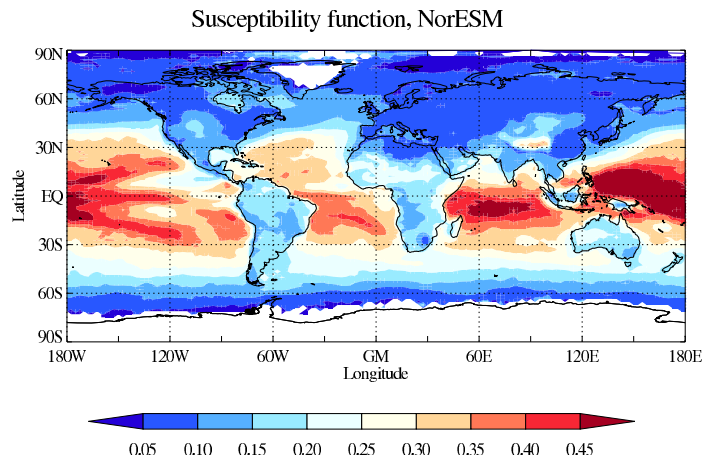 Susceptibility function, NorESM
90N
60N
30N
EQ
30S
60S
90S
Latitude
180W 120W 60W GM 60E 120E 180E
Longitude
0.05 0.10 0.15 0.20 0.25 0.30 0.35 0.40 0.45